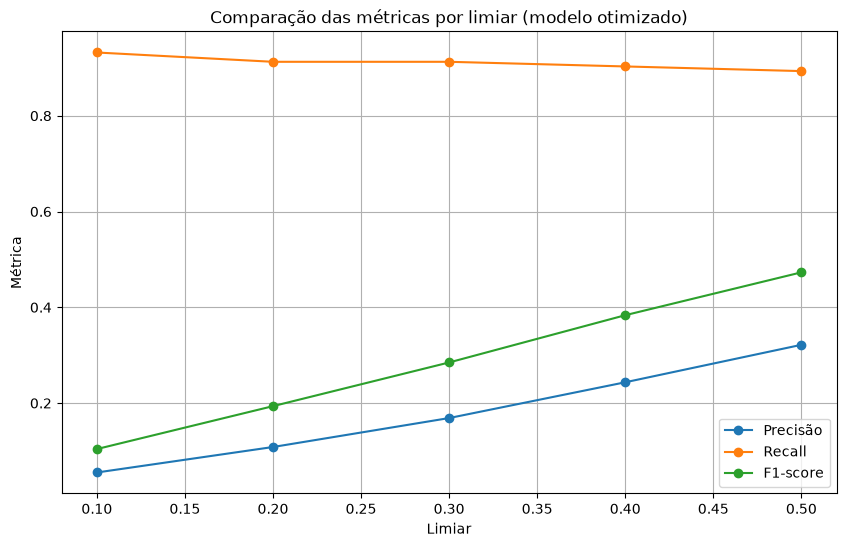 Comparação das métricas por limiar (modelo otimizado)
Métrica
0.8
0.6
0.4
0.2
0.10 0.15 0.20 0.25 0.30 0.35 0.40 0.45 0.50
Limiar
Precisão
Recall
F1-score